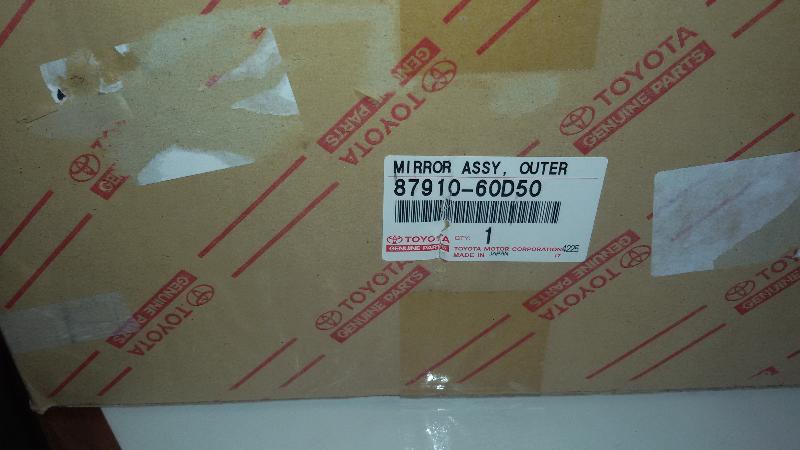 TOYOTA
GENUINE PARTS
TOYOTA
GENUINE PARTS
TOYOTA
MIRROR ASSY, OUTER
87910-60D50
TOYOTA
GENUINE PARTS
QTY: 1
TOYOTA MOTOR CORPORATION 4225
MADE IN JAPAN 17
GENUINE PARTS
TOYOTA
TOYOTA
GENUINE PARTS
GENUINE PARTS
TOYOTA